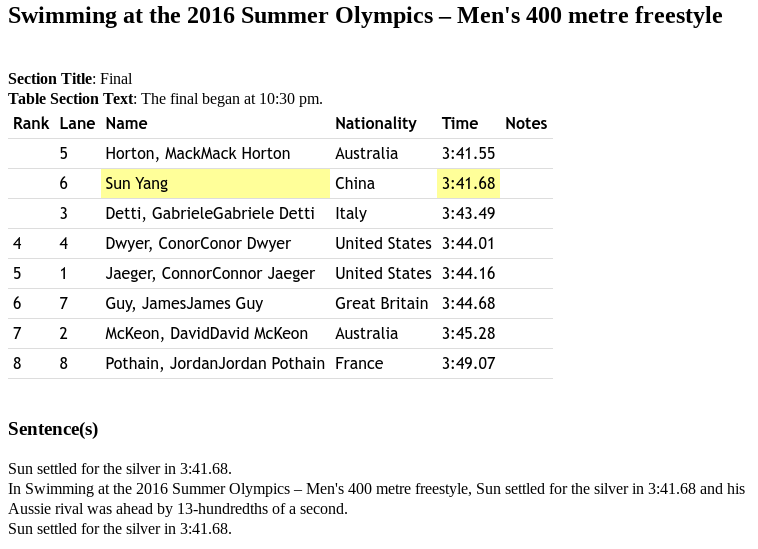 Swimming at the 2016 Summer Olympics – Men's 400 metre freestyle
Section Title: Final
Table Section Text: The final began at 10:30 pm.
Rank Lane Name Nationality Time Notes
5 Horton, MackMack Horton Australia 3:41.55
6 Sun Yang China 3:41.68
3 Detti, GabrieleGabriele Detti Italy 3:43.49
4 4 Dwyer, ConorConor Dwyer United States 3:44.01
5 1 Jaeger, ConnorConnor Jaeger United States 3:44.16
6 7 Guy, JamesJames Guy Great Britain 3:44.68
7 2 McKeon, DavidDavid McKeon Australia 3:45.28
8 8 Pothain, JordanJordan Pothain France 3:49.07
Sentence(s)
Sun settled for the silver in 3:41.68.
In Swimming at the 2016 Summer Olympics – Men's 400 metre freestyle, Sun settled for the silver in 3:41.68 and his
Aussie rival was ahead by 13-hundredths of a second.
Sun settled for the silver in 3:41.68.